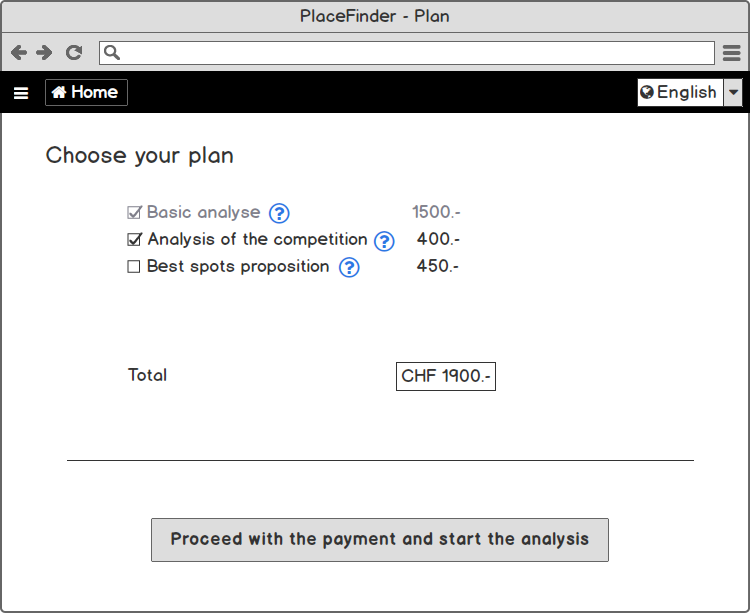 PlaceFinder - Plan
Home
English
Choose your plan
Basic analyse ? 1500.-
Analysis of the competition ? 400.-
Best spots proposition ? 450.-
Total CHF 1900.-
Proceed with the payment and start the analysis